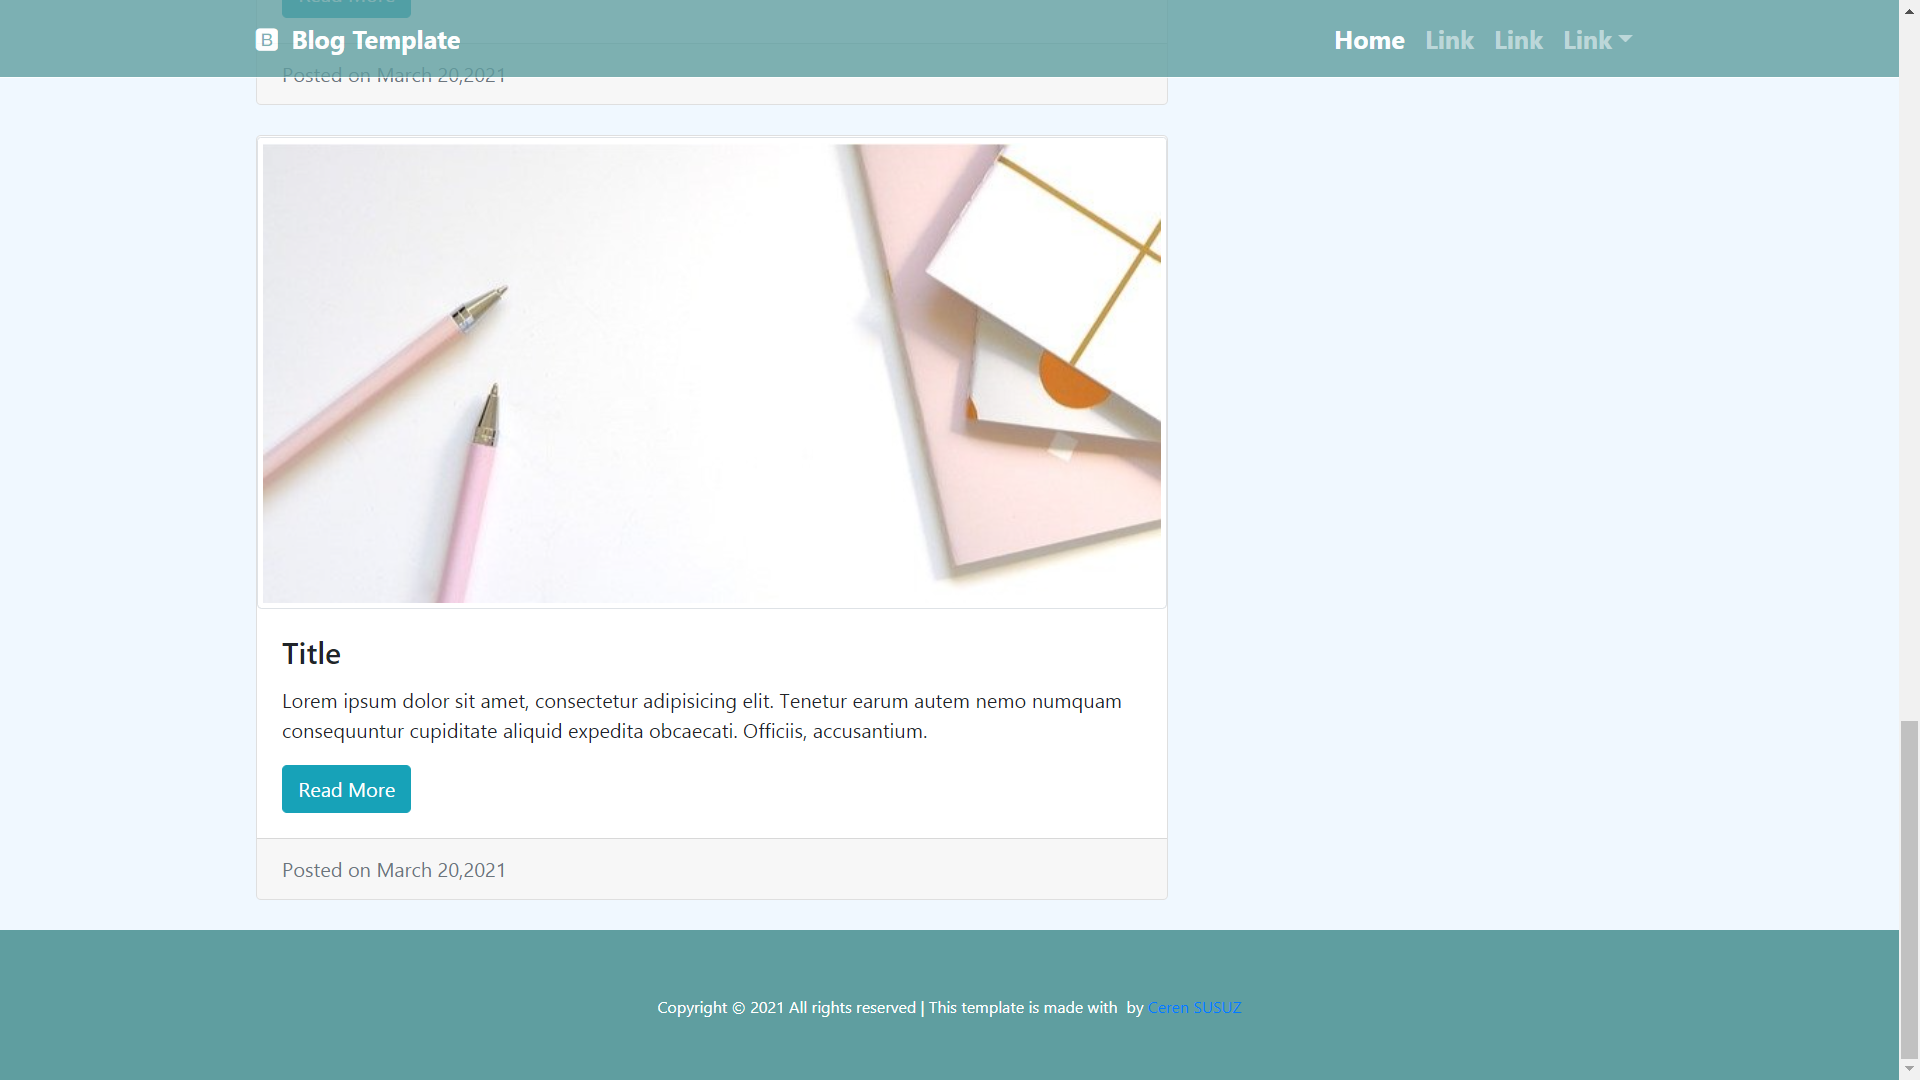 Read More
Blog Template
Home Link Link Link
Posted on March 20,2021
Title
Lorem ipsum dolor sit amet, consectetur adipisicing elit. Tenetur earum autem nemo numquam
consequuntur cupiditate aliquid expedita obcaecati. Officiis, accusantium.
Read More
Posted on March 20,2021
Copyright © 2021 All rights reserved | This template is made with by Ceren SUSUZ